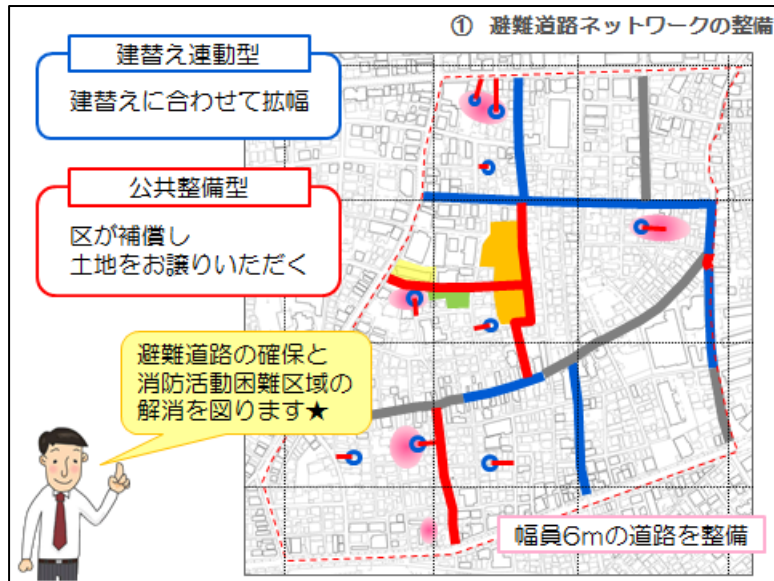 ① 避難道路ネットワークの整備
建替え連動型
建替えに合わせて拡幅
公共整備型
区が補償し
土地をお譲りいただく
避難道路の確保と
消防活動困難区域の
解消を図ります★
幅員6mの道路を整備